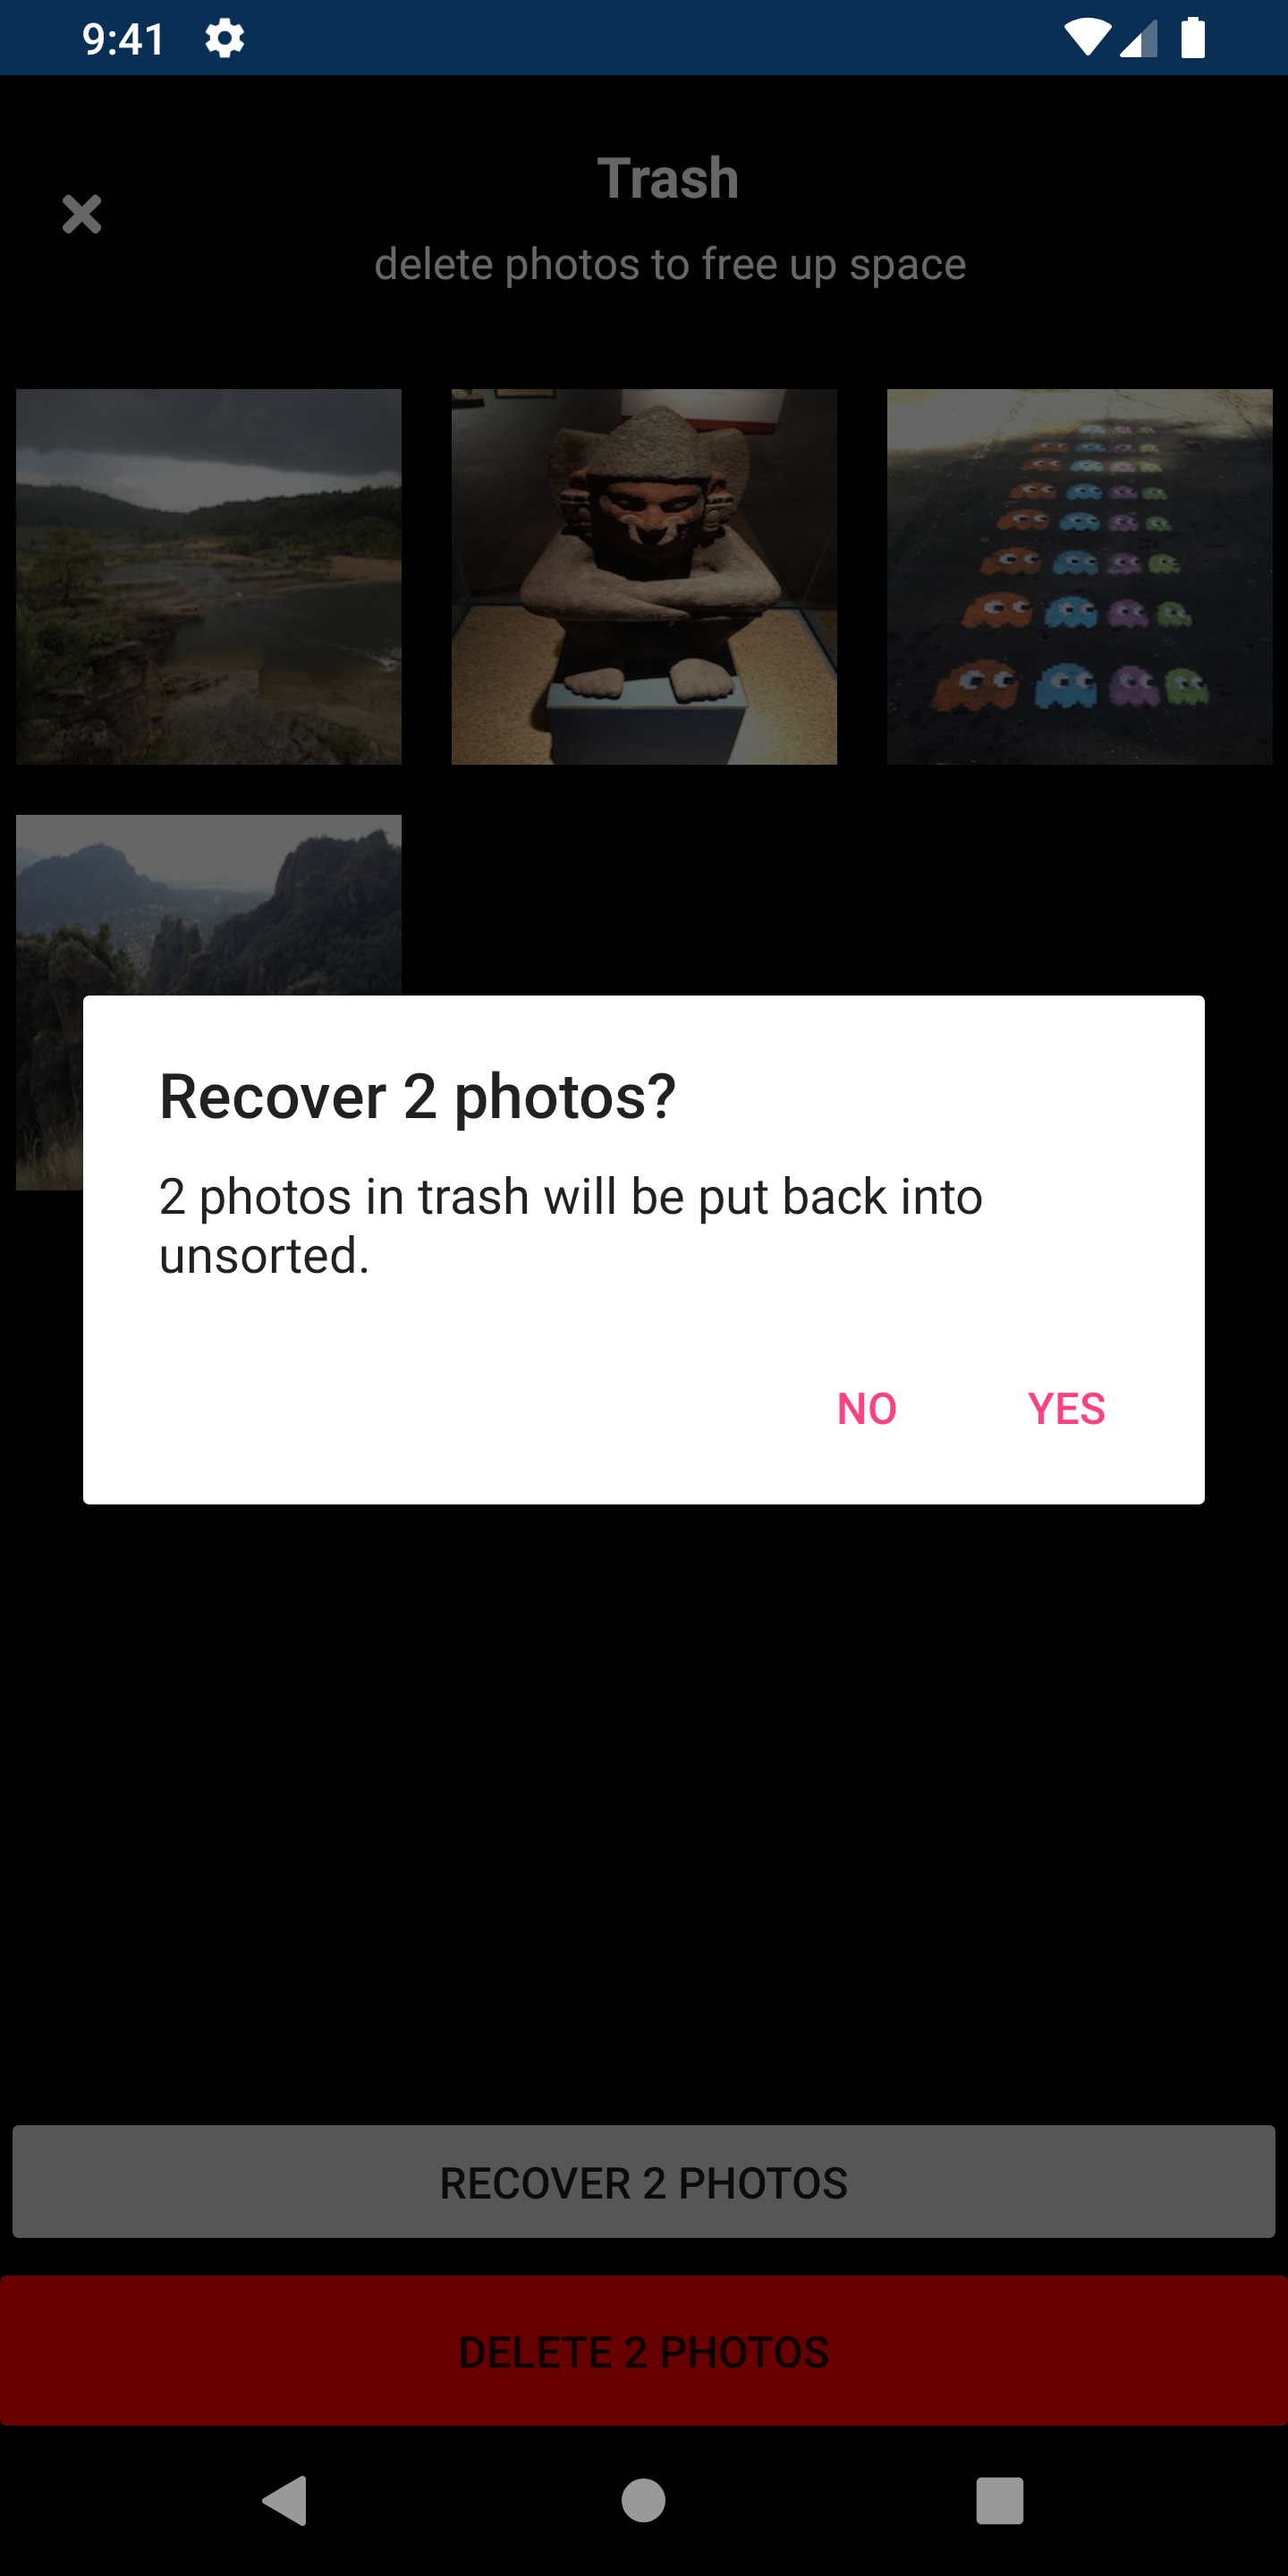 9:41
Trash
delete photos to free up space
Recover 2 photos?
2 photos in trash will be put back into
unsorted.
NO YES
RECOVER 2 PHOTOS
DELETE 2 PHOTOS